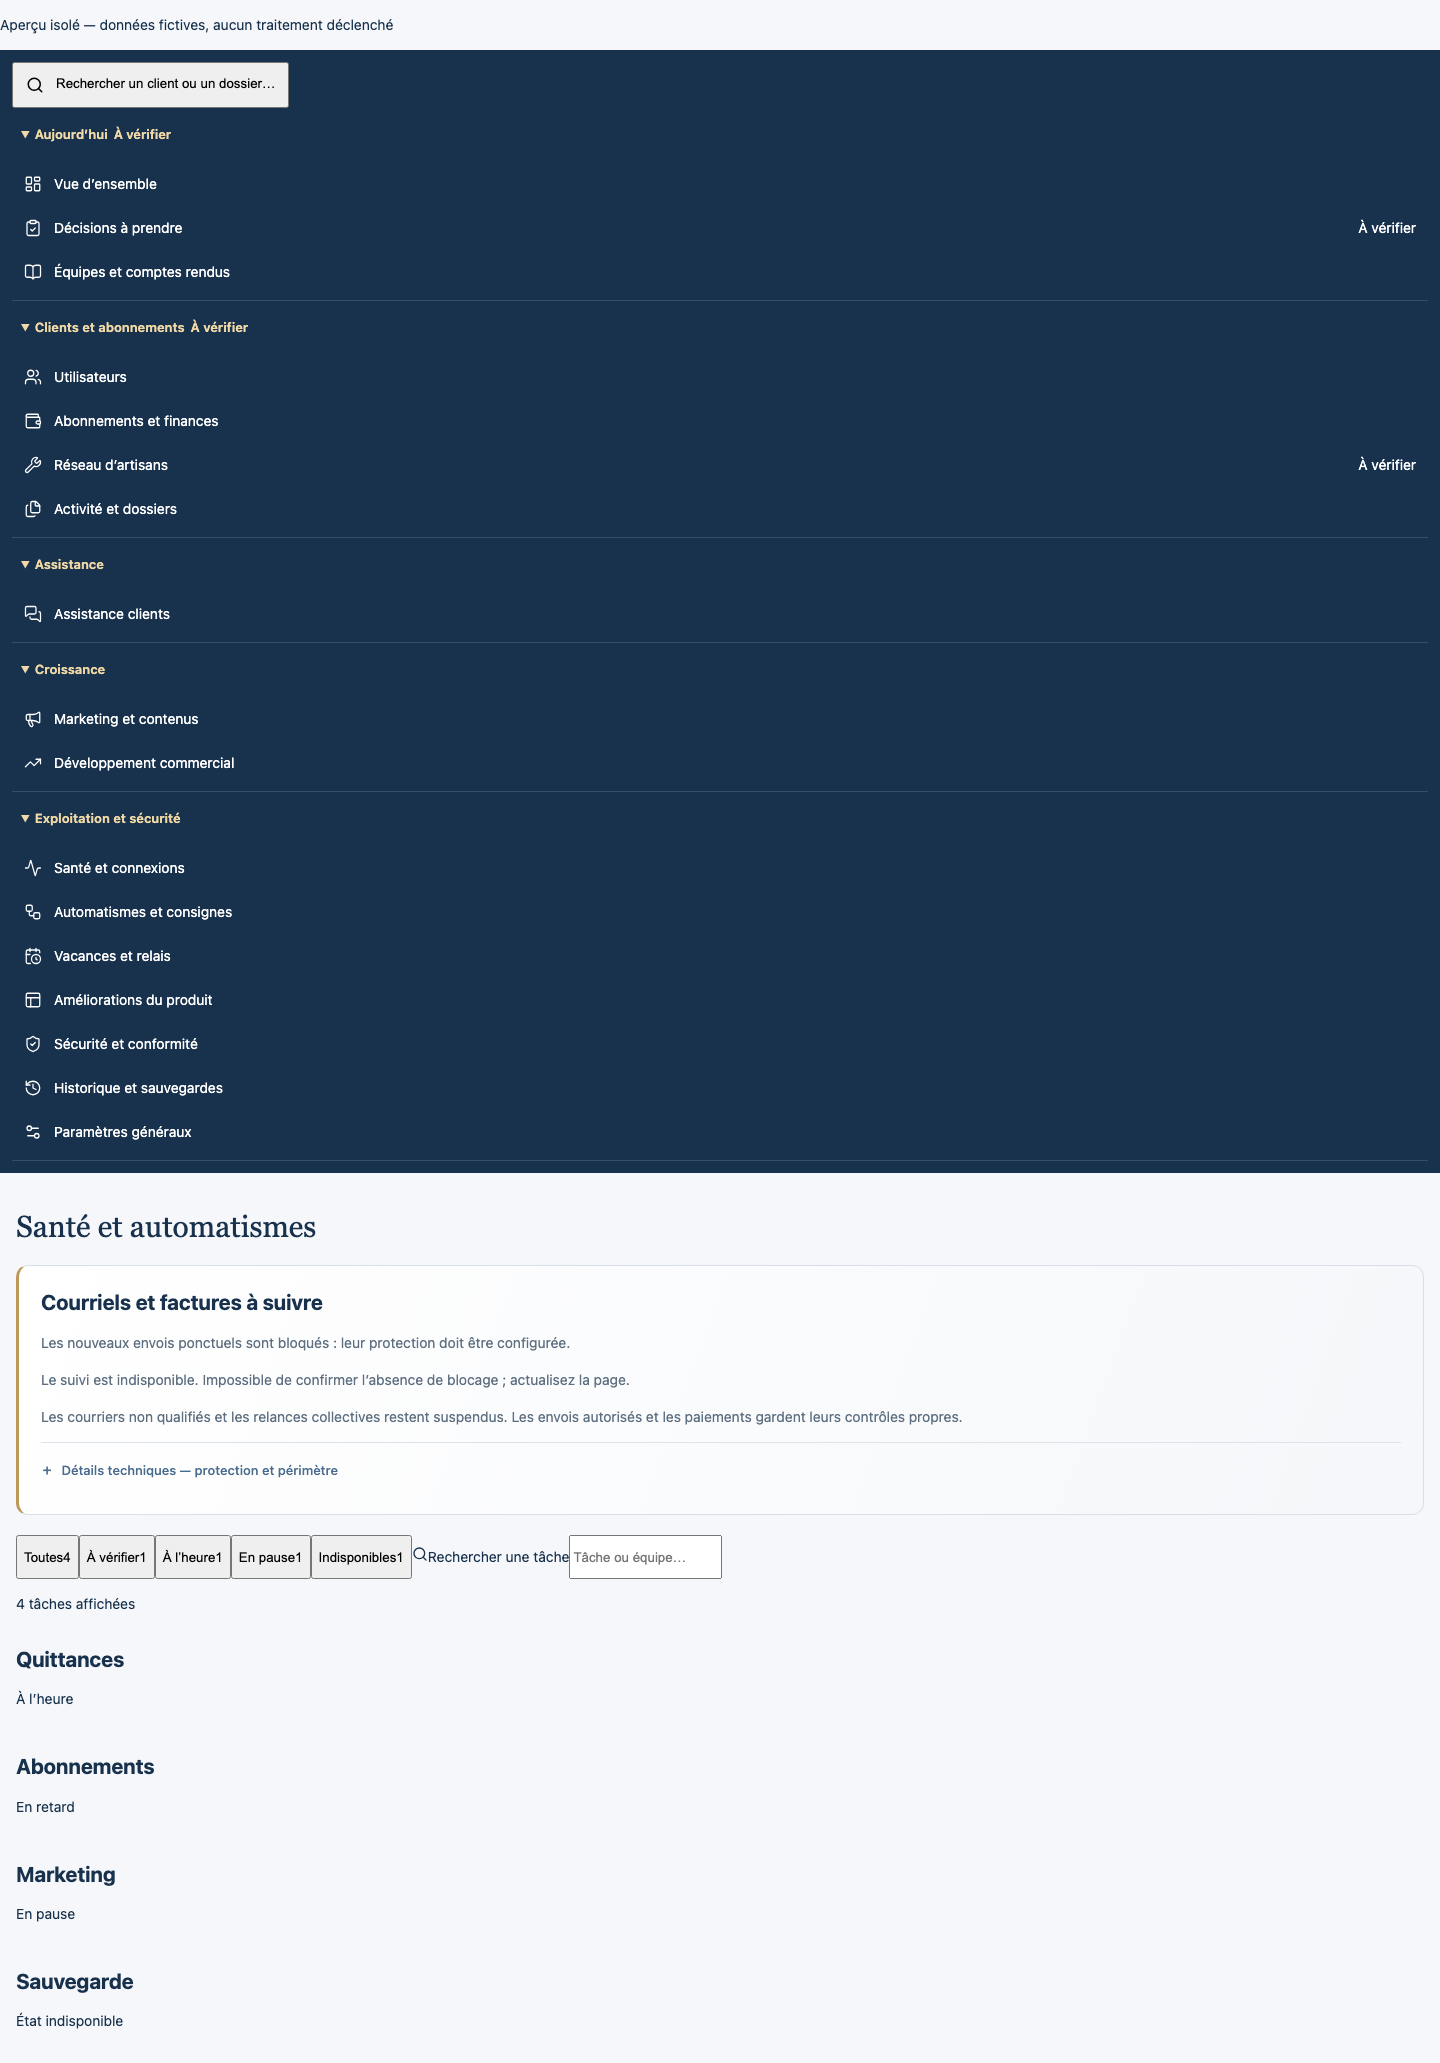 Aperçu isolé — données fictives, aucun traitement déclenché
Rechercher un client ou un dossier…
Aujourd’hui À vérifier
Vue d’ensemble
Décisions à prendre À vérifier
Équipes et comptes rendus
Clients et abonnements À vérifier
Utilisateurs
Abonnements et finances
Réseau d’artisans À vérifier
Activité et dossiers
Assistance
Assistance clients
Croissance
Marketing et contenus
Développement commercial
Exploitation et sécurité
Santé et connexions
Automatismes et consignes
Vacances et relais
Améliorations du produit
Sécurité et conformité
Historique et sauvegardes
Paramètres généraux
Santé et automatismes
Courriels et factures à suivre
Les nouveaux envois ponctuels sont bloqués : leur protection doit être configurée.
Le suivi est indisponible. Impossible de confirmer l’absence de blocage ; actualisez la page.
Les courriers non qualifiés et les relances collectives restent suspendus. Les envois autorisés et les paiements gardent leurs contrôles propres.
+ Détails techniques — protection et périmètre
Toutes4 À vérifier1 À l’heure1 En pause1 Indisponibles1 Rechercher une tâche Tâche ou équipe…
4 tâches affichées
Quittances
À l’heure
Abonnements
En retard
Marketing
En pause
Sauvegarde
État indisponible